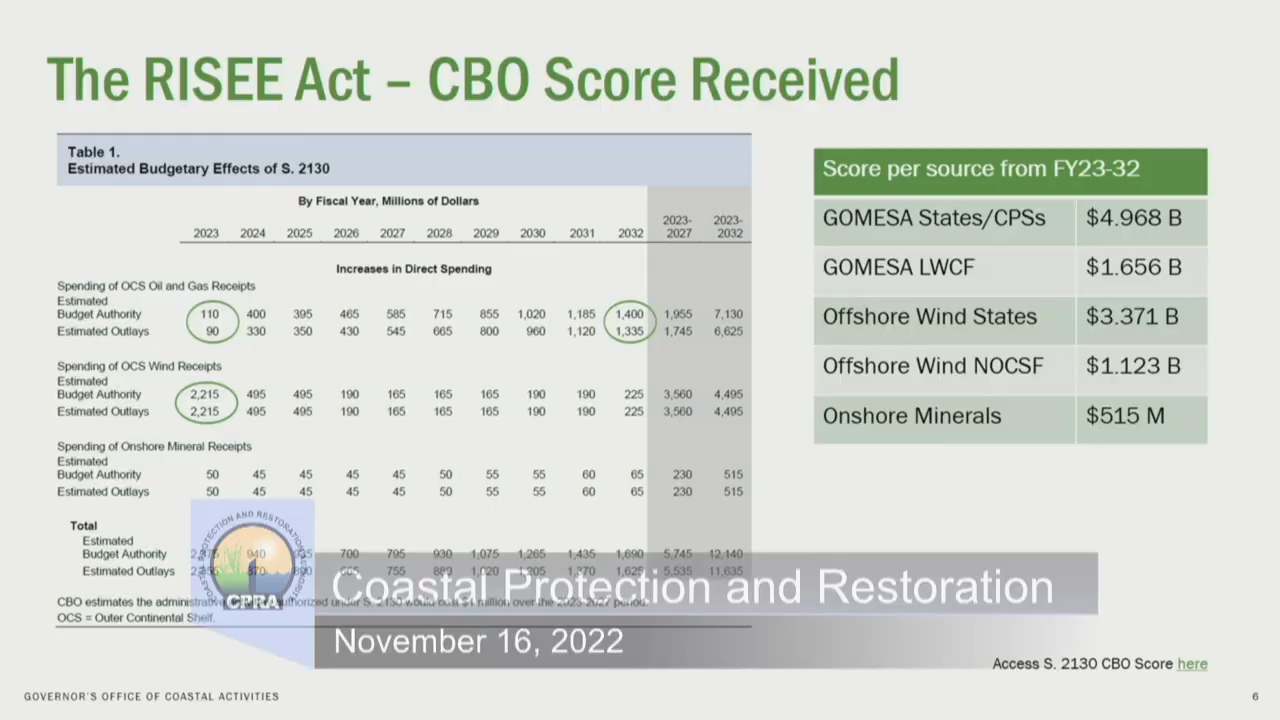 The RISEE Act – CBO Score Received
Table 1.
Estimated Budgetary Effects of S. 2130
By Fiscal Year, Millions of Dollars
2023 2024 2025 2026 2027 2028 2029 2030 2031 2032 2023-2027 2023-2032
Increases in Direct Spending
Spending of OCS Oil and Gas Receipts
Estimated
Budget Authority 110 400 395 465 585 715 855 1,020 1,185 1,400 1,955 7,130
Estimated Outlays 90 330 350 430 545 665 800 960 1,120 1,335 1,745 6,625
Spending of OCS Wind Receipts
Estimated
Budget Authority 2,215 495 495 190 165 165 165 190 190 225 3,560 4,495
Estimated Outlays 2,215 495 495 190 165 165 165 190 190 225 3,560 4,495
Spending of Onshore Mineral Receipts
Estimated
Budget Authority 50 45 45 45 45 50 55 55 60 65 230 515
Estimated Outlays 50 45 45 45 45 50 55 55 60 65 230 515
Total
Estimated
Budget Authority 940 700 795 930 1,075 1,265 1,435 1,690 5,745 12,140
Estimated Outlays 870 755 880 1,020 1,205 1,370 1,625 5,535 11,635
CBO estimates the administrative authorized under S. 2130 would cost $1 million over the 2023-2027 period.
OCS = Outer Continental Shelf.
Score per source from FY23-32
GOMESA States/CPSs $4.968 B
GOMESA LWCF $1.656 B
Offshore Wind States $3.371 B
Offshore Wind NOCSF $1.123 B
Onshore Minerals $515 M
COASTAL PROTECTION AND RESTORATION AUTHORITY
CPRA
Coastal Protection and Restoration
November 16, 2022
Access S. 2130 CBO Score here
GOVERNOR'S OFFICE OF COASTAL ACTIVITIES
6